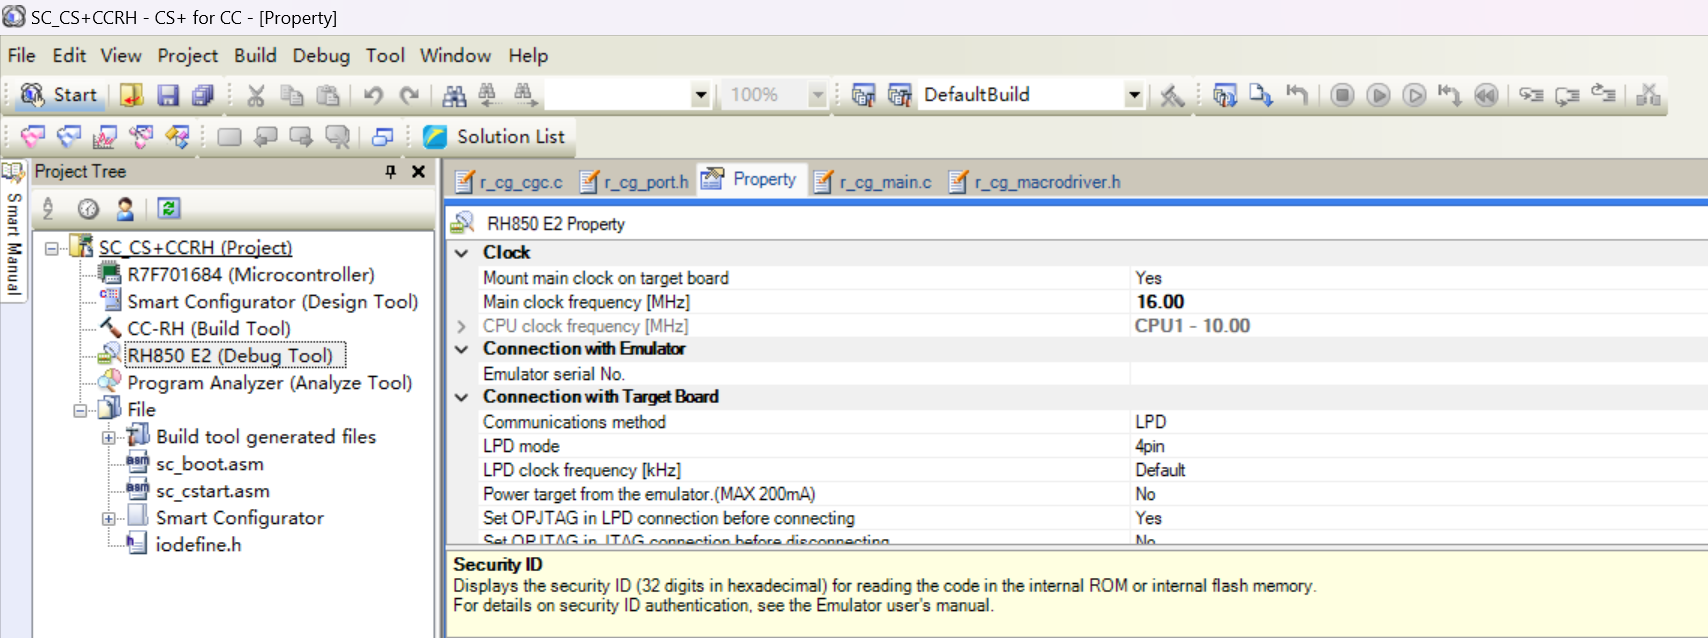 SC_CS+CCRH - CS+ for CC - [Property]
File Edit View Project Build Debug Tool Window Help
Start 100% DefaultBuild
Solution List
Smart Manual
Project Tree
SC_CS+CCRH (Project)
R7F701684 (Microcontroller)
Smart Configurator (Design Tool)
CC-RH (Build Tool)
RH850 E2 (Debug Tool)
Program Analyzer (Analyze Tool)
File
Build tool generated files
sc_boot.asm
sc_cstart.asm
Smart Configurator
iodefine.h
r_cg_cgc.c r_cg_port.h Property r_cg_main.c r_cg_macrodriver.h
RH850 E2 Property
Clock
Mount main clock on target board Yes
Main clock frequency [MHz] 16.00
CPU clock frequency [MHz] CPU1 - 10.00
Connection with Emulator
Emulator serial No.
Connection with Target Board
Communications method LPD
LPD mode 4pin
LPD clock frequency [kHz] Default
Power target from the emulator.(MAX 200mA) No
Set OPJTAG in LPD connection before connecting Yes
Set OPJTAG in JTAG connection before disconnecting No
Security ID
Displays the security ID (32 digits in hexadecimal) for reading the code in the internal ROM or internal flash memory.
For details on security ID authentication, see the Emulator user's manual.